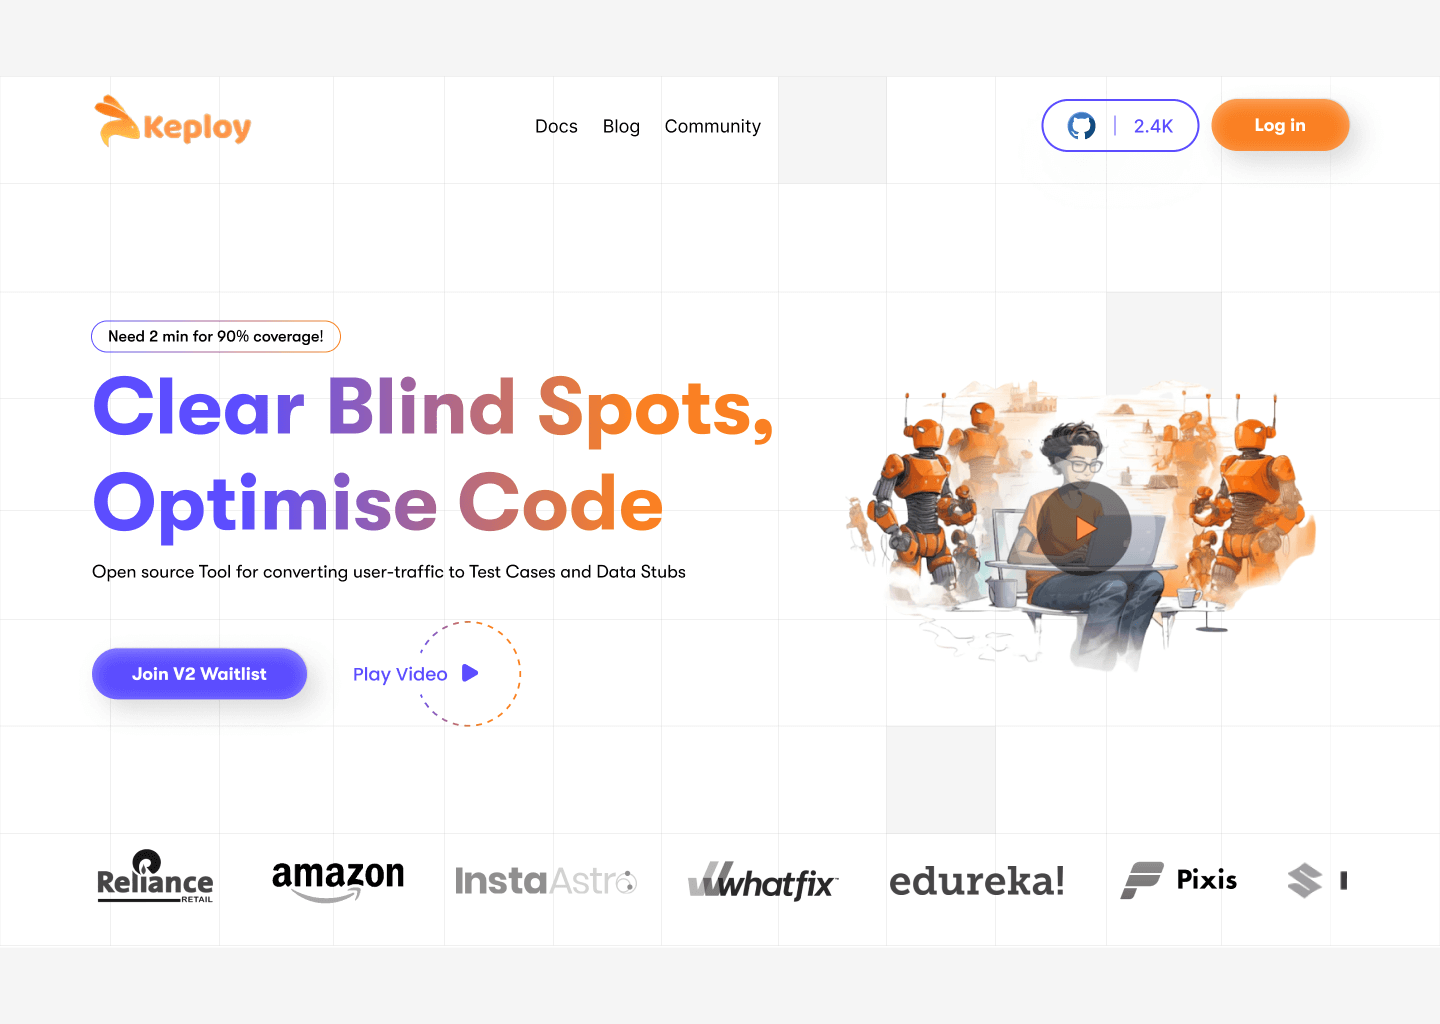 Keploy
Docs Blog Community
2.4K
Log in
Need 2 min for 90% coverage!
Clear Blind Spots,
Optimise Code
Open source Tool for converting user-traffic to Test Cases and Data Stubs
Join V2 Waitlist
Play Video
Reliance
RETAIL
amazon
InstaAstro
whatfix™
edureka!
Pixis